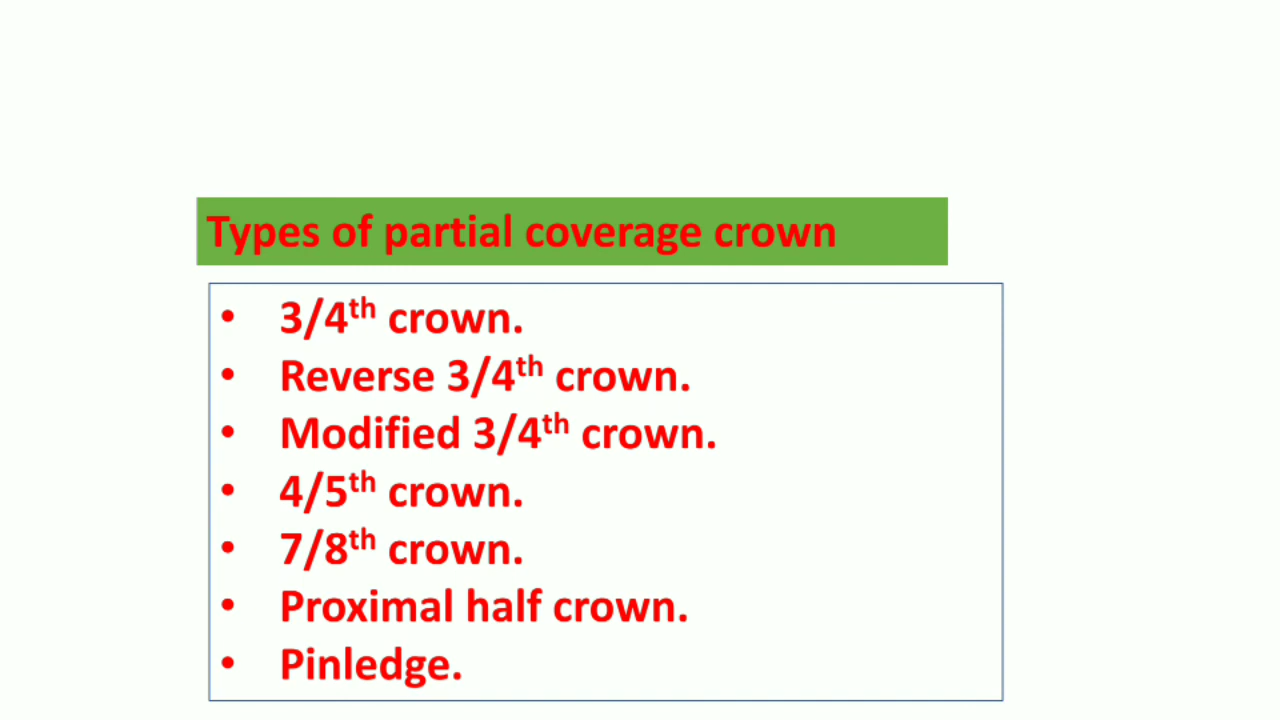 Types of partial coverage crown
• 3/4th crown.
• Reverse 3/4th crown.
• Modified 3/4th crown.
• 4/5th crown.
• 7/8th crown.
• Proximal half crown.
• Pinledge.